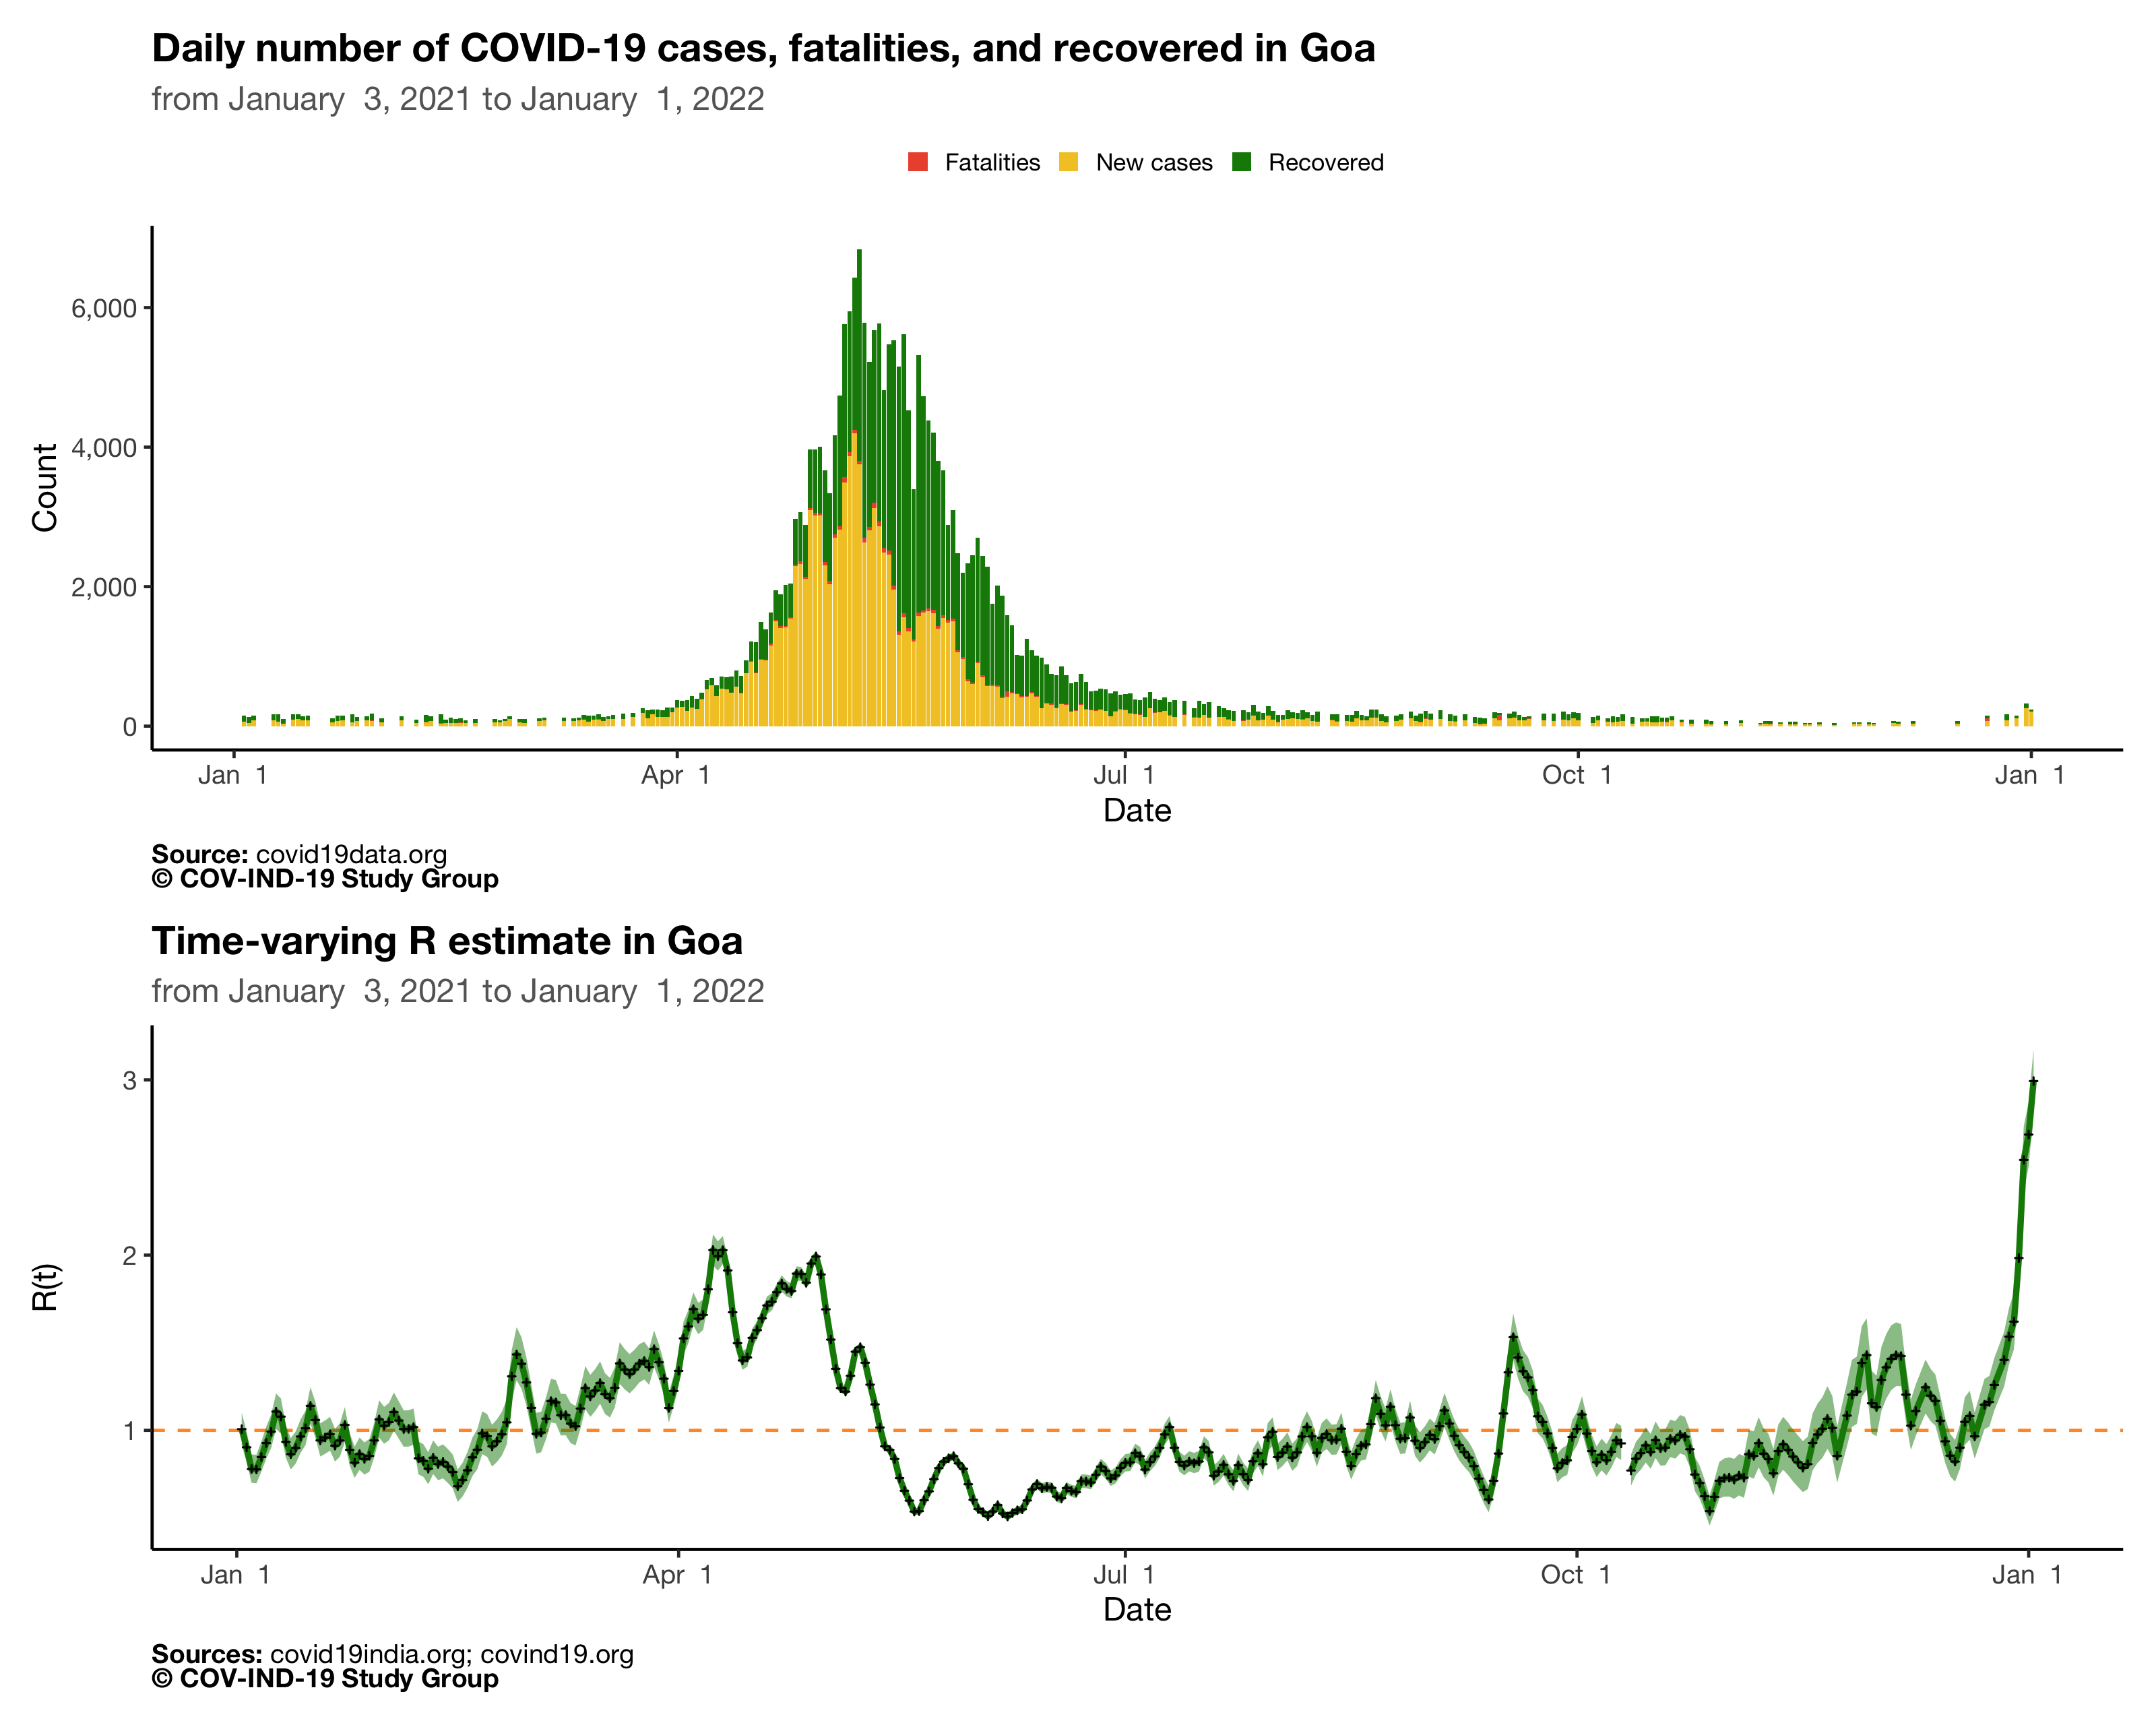 Daily number of COVID-19 cases, fatalities, and recovered in Goa
from January  3, 2021 to January  1, 2022
Fatalities New cases Recovered
Count
6,000
4,000
2,000
0
Jan  1 Apr  1 Jul  1 Oct  1 Jan  1
Date
Source: covid19data.org
© COV-IND-19 Study Group
Time-varying R estimate in Goa
from January  3, 2021 to January  1, 2022
R(t)
3
2
1
Jan  1 Apr  1 Jul  1 Oct  1 Jan  1
Date
Sources: covid19india.org; covind19.org
© COV-IND-19 Study Group